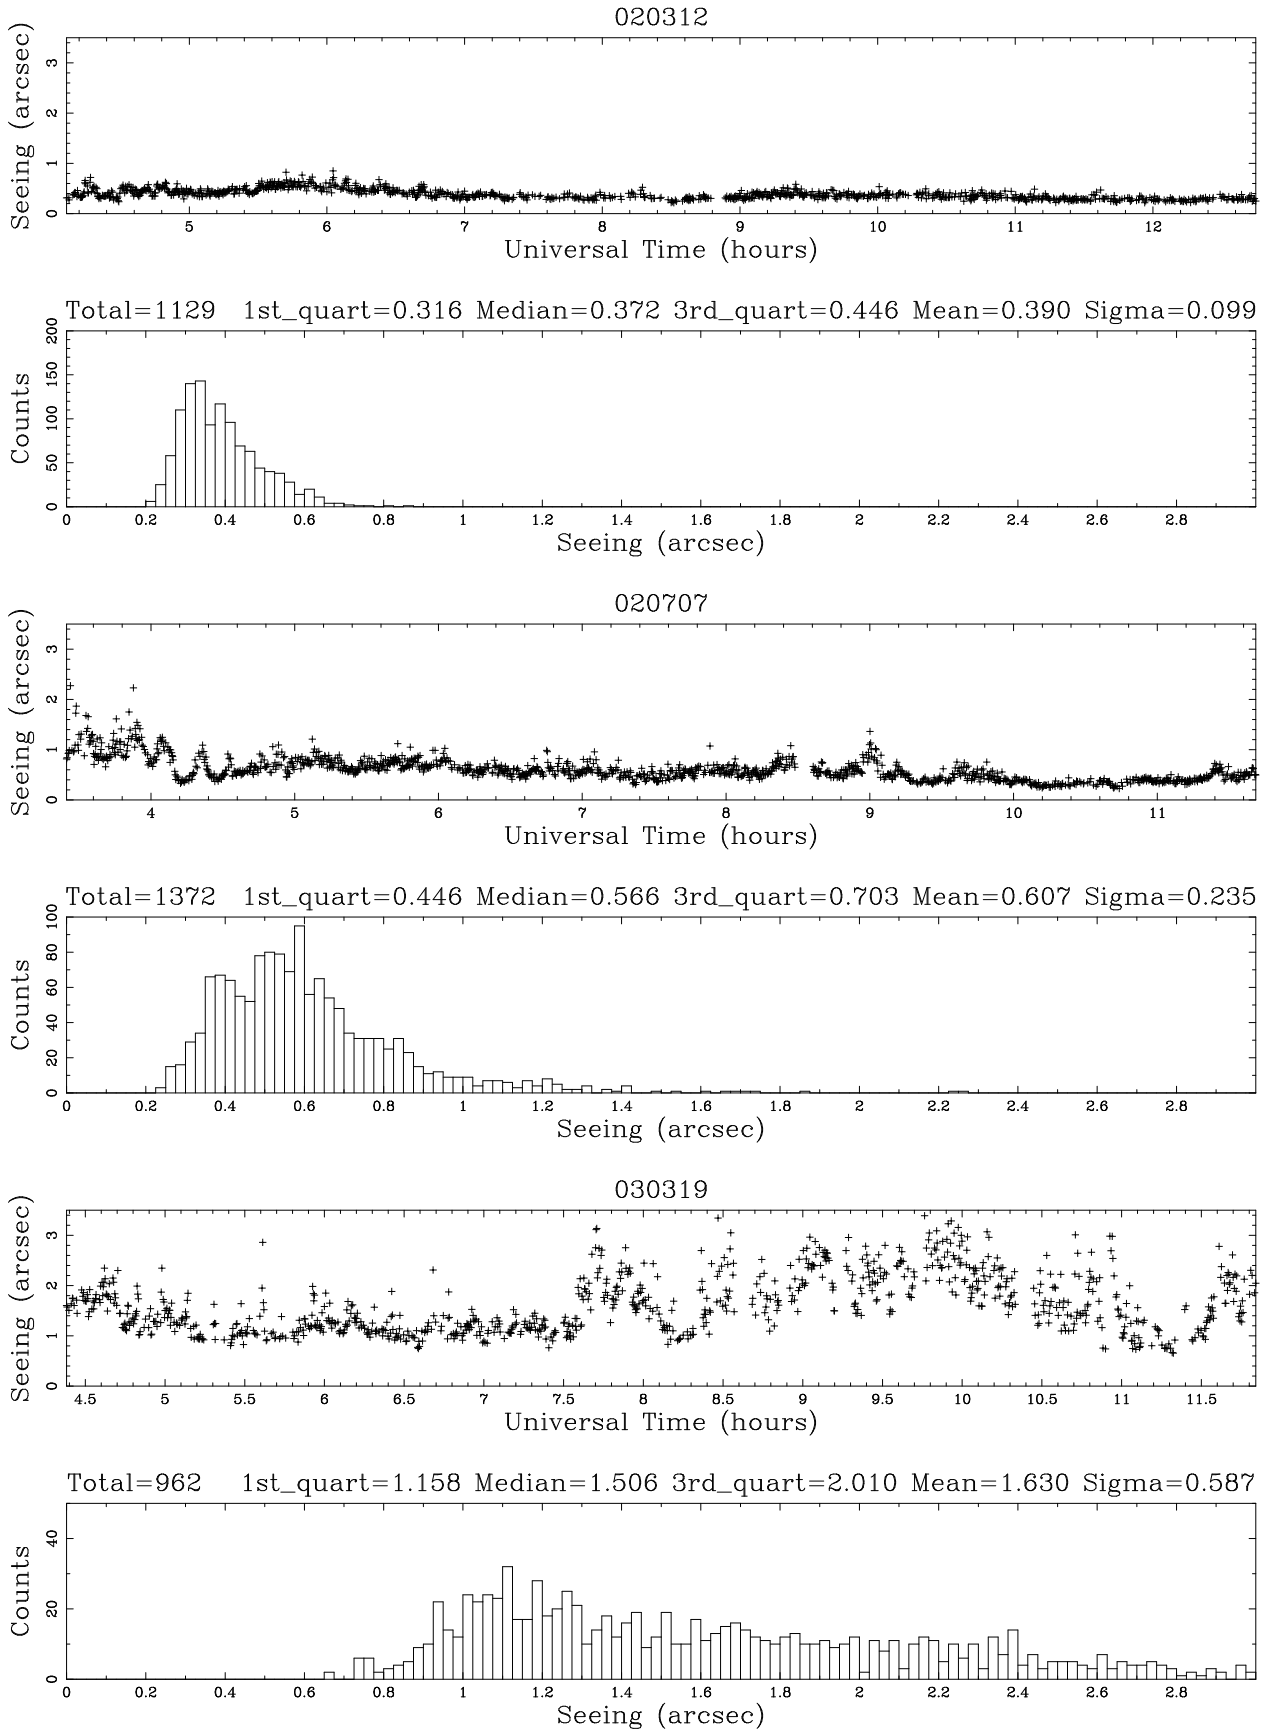 020312
Seeing (arcsec)
0 1 2 3
5 6 7 8 9 10 11 12
Universal Time (hours)
Total=1129 1st_quart=0.316 Median=0.372 3rd_quart=0.446 Mean=0.390 Sigma=0.099
Counts
0 50 100 150 200
0 0.2 0.4 0.6 0.8 1 1.2 1.4 1.6 1.8 2 2.2 2.4 2.6 2.8
Seeing (arcsec)
020707
Seeing (arcsec)
0 1 2 3
4 5 6 7 8 9 10 11
Universal Time (hours)
Total=1372 1st_quart=0.446 Median=0.566 3rd_quart=0.703 Mean=0.607 Sigma=0.235
Counts
0 20 40 60 80 100
0 0.2 0.4 0.6 0.8 1 1.2 1.4 1.6 1.8 2 2.2 2.4 2.6 2.8
Seeing (arcsec)
030319
Seeing (arcsec)
0 1 2 3
4.5 5 5.5 6 6.5 7 7.5 8 8.5 9 9.5 10 10.5 11 11.5
Universal Time (hours)
Total=962 1st_quart=1.158 Median=1.506 3rd_quart=2.010 Mean=1.630 Sigma=0.587
Counts
0 20 40
0 0.2 0.4 0.6 0.8 1 1.2 1.4 1.6 1.8 2 2.2 2.4 2.6 2.8
Seeing (arcsec)